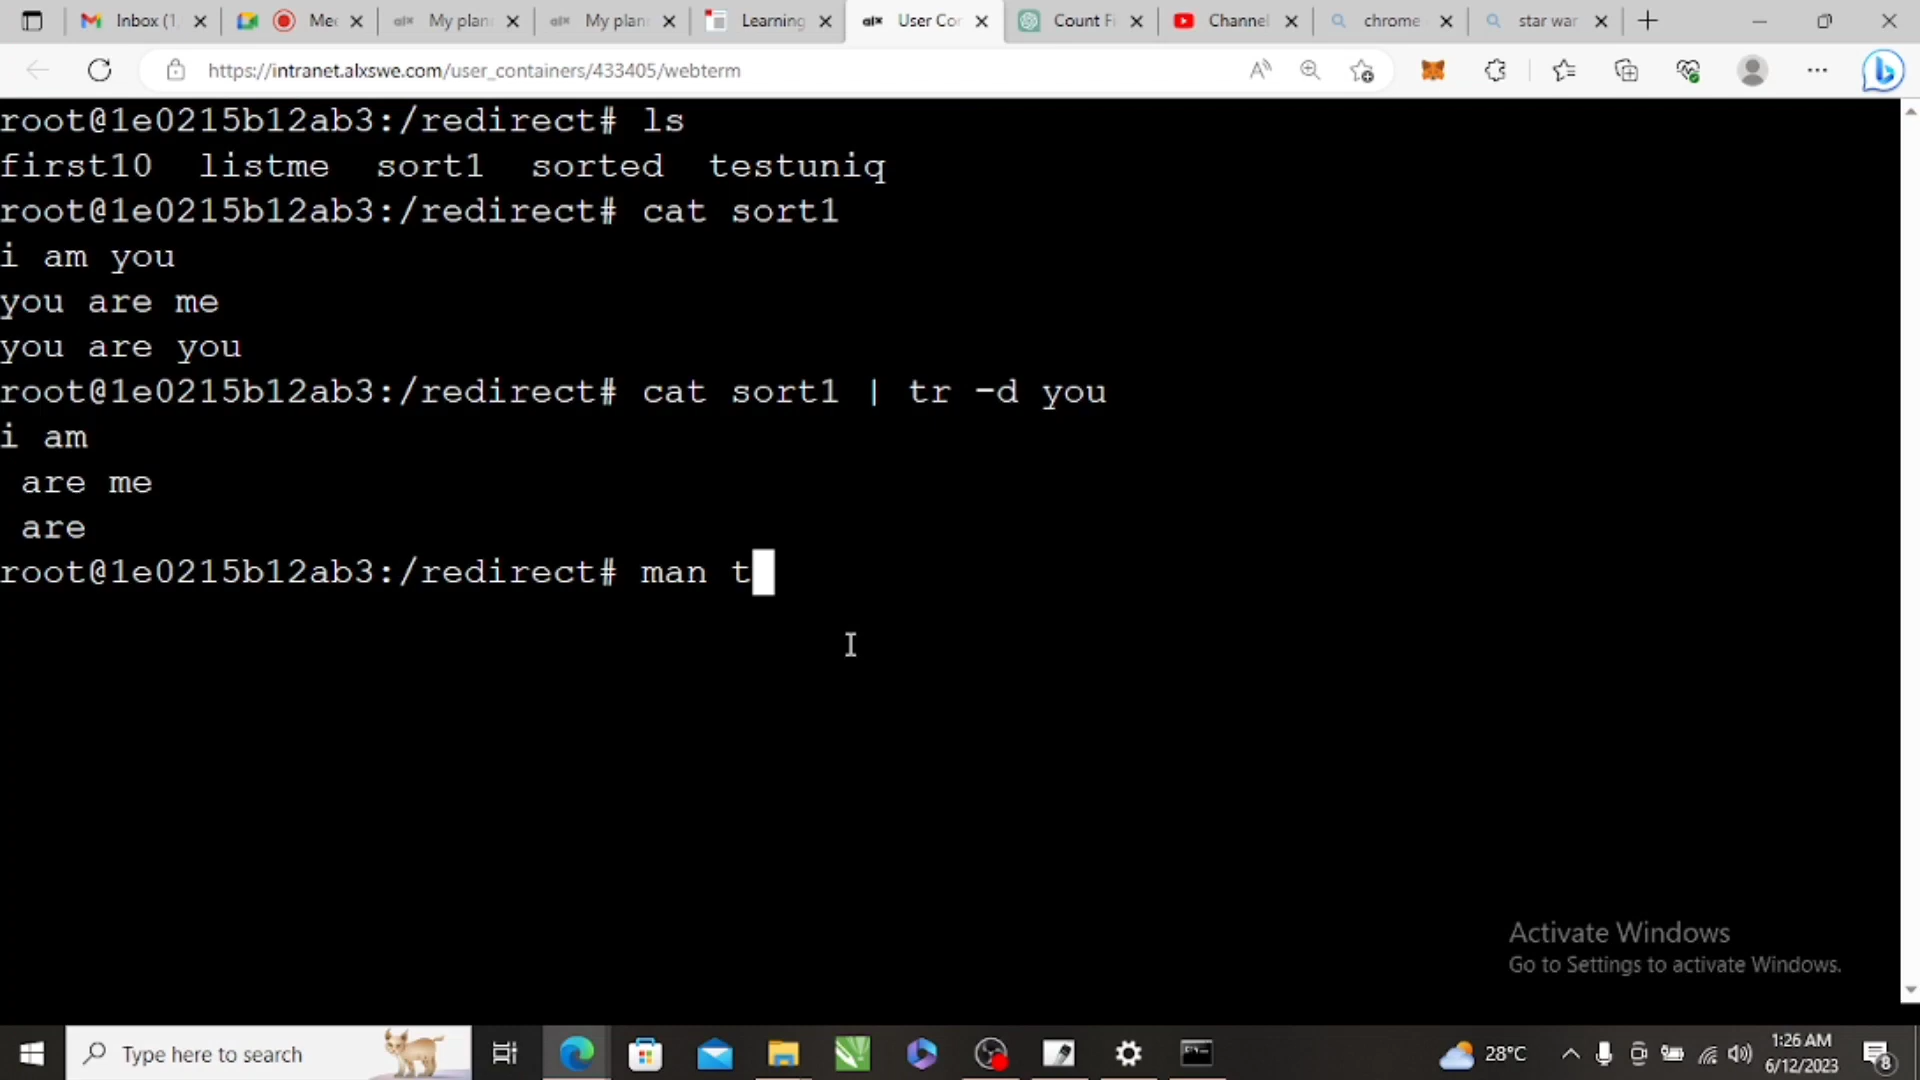 Inbox (1,
Mee
My plan
My plan
Learning
User Cor
Count Fi
Channel
chrome
star war
https://intranet.alxswe.com/user_containers/433405/webterm
root@1e0215b12ab3:/redirect# ls
first10 listme sort1 sorted testuniq
root@1e0215b12ab3:/redirect# cat sort1
i am you
you are me
you are you
root@1e0215b12ab3:/redirect# cat sort1 | tr -d you
i am
are me
are
root@1e0215b12ab3:/redirect# man t
Activate Windows
Go to Settings to activate Windows.
Type here to search
28°C
1:26 AM
6/12/2023
8